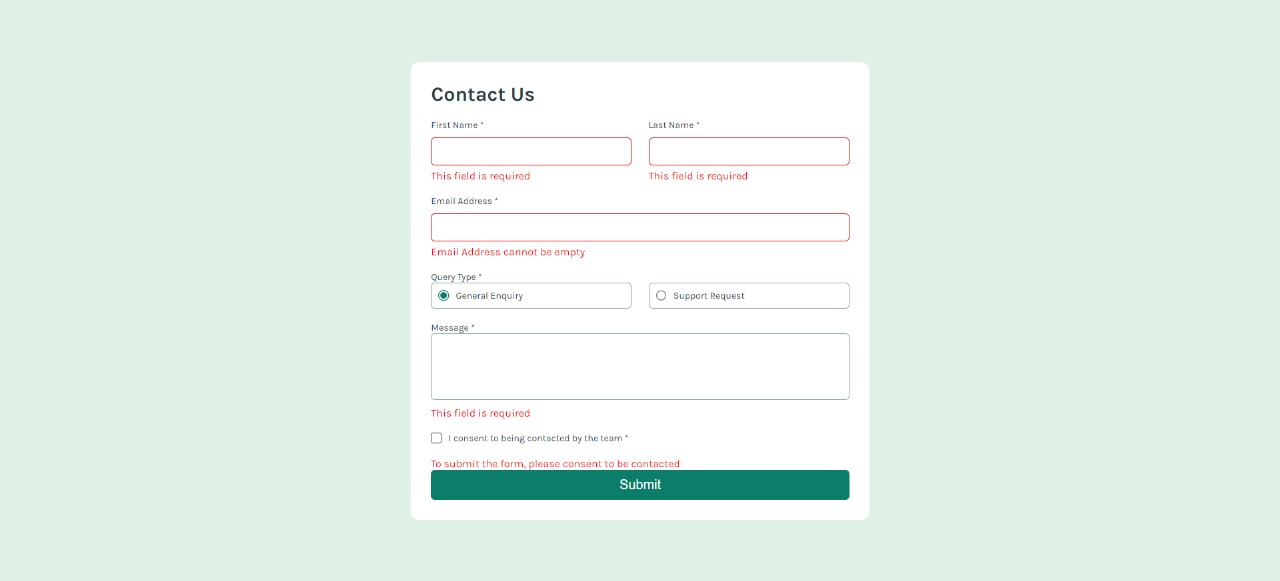 Contact Us
First Name * Last Name *
This field is required This field is required
Email Address *
Email Address cannot be empty
Query Type *
General Enquiry Support Request
Message *
This field is required
I consent to being contacted by the team *
To submit the form, please consent to be contacted
Submit